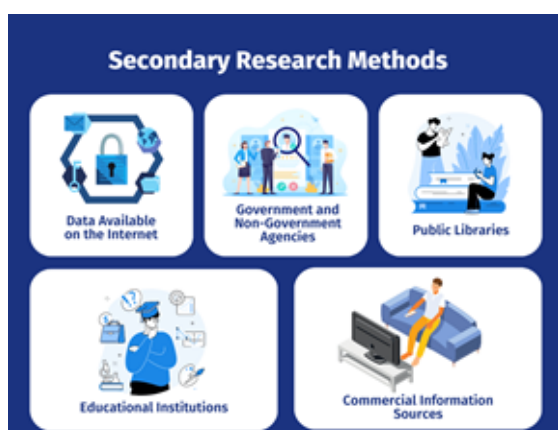 Secondary Research Methods
Data Available
on the Internet
Government and
Non-Government
Agencies
Public Libraries
Educational Institutions
Commercial Information
Sources